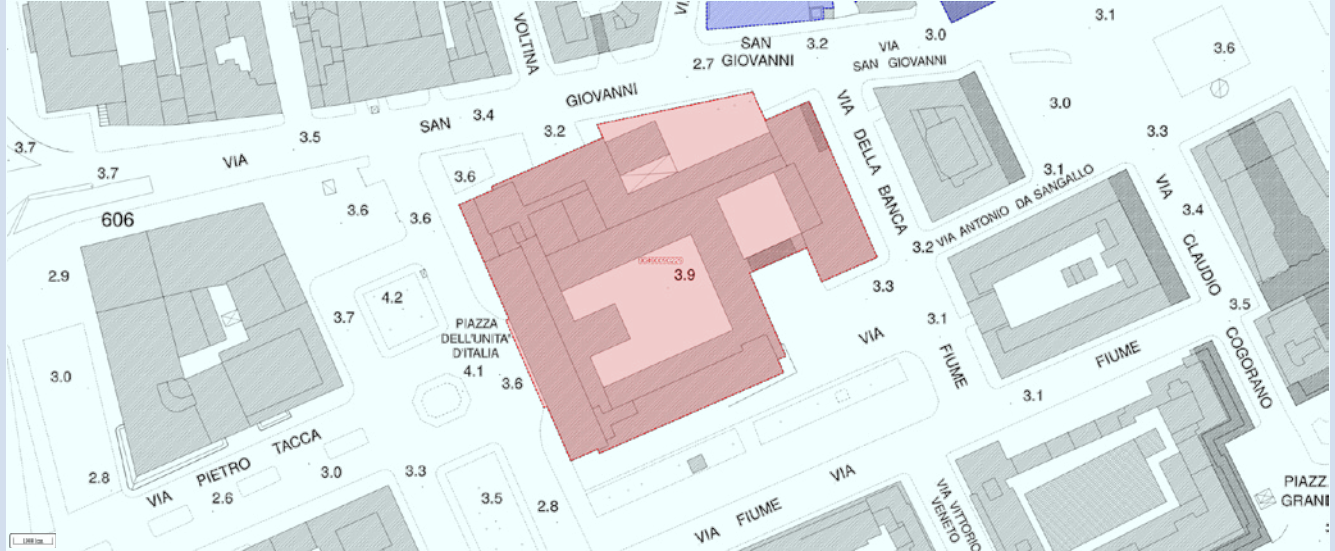 VOLTINA
SAN
GIOVANNI
3.2
3.0
3.1
VIA
SAN GIOVANNI
3.6
2.7
GIOVANNI
3.4
SAN
3.2
3.5
VIA
3.7
3.7
606
3.6
3.6
3.6
VIA DELLA BANCA
3.0
3.3
3.1
VIA ANTONIO DA SANGALLO
3.4
VIA CLAUDIO COGORANO
3.2
2.9
4.2
3.7
3.9
3.3
3.5
PIAZZA
DELL'UNITA'
D'ITALIA
4.1
3.6
3.1
VIA
FIUME
FIUME
3.0
3.1
VIA PIETRO TACCA
2.8
2.6
3.0
3.3
3.5
2.8
VIA FIUME
VIA
VIA VITTORIO
VENETO
PIAZZ
GRAN